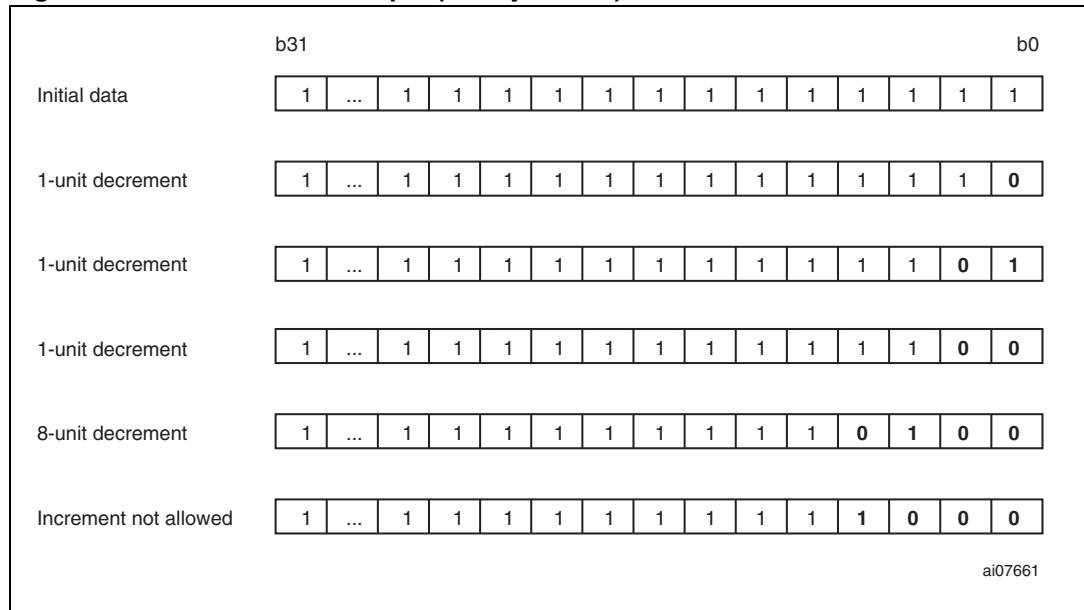 b31 b0
Initial data 1 ... 1 1 1 1 1 1 1 1 1 1 1 1 1
1-unit decrement 1 ... 1 1 1 1 1 1 1 1 1 1 1 1 0
1-unit decrement 1 ... 1 1 1 1 1 1 1 1 1 1 1 0 1
1-unit decrement 1 ... 1 1 1 1 1 1 1 1 1 1 1 0 0
8-unit decrement 1 ... 1 1 1 1 1 1 1 1 1 0 1 0 0
Increment not allowed 1 ... 1 1 1 1 1 1 1 1 1 1 0 0 0
ai07661